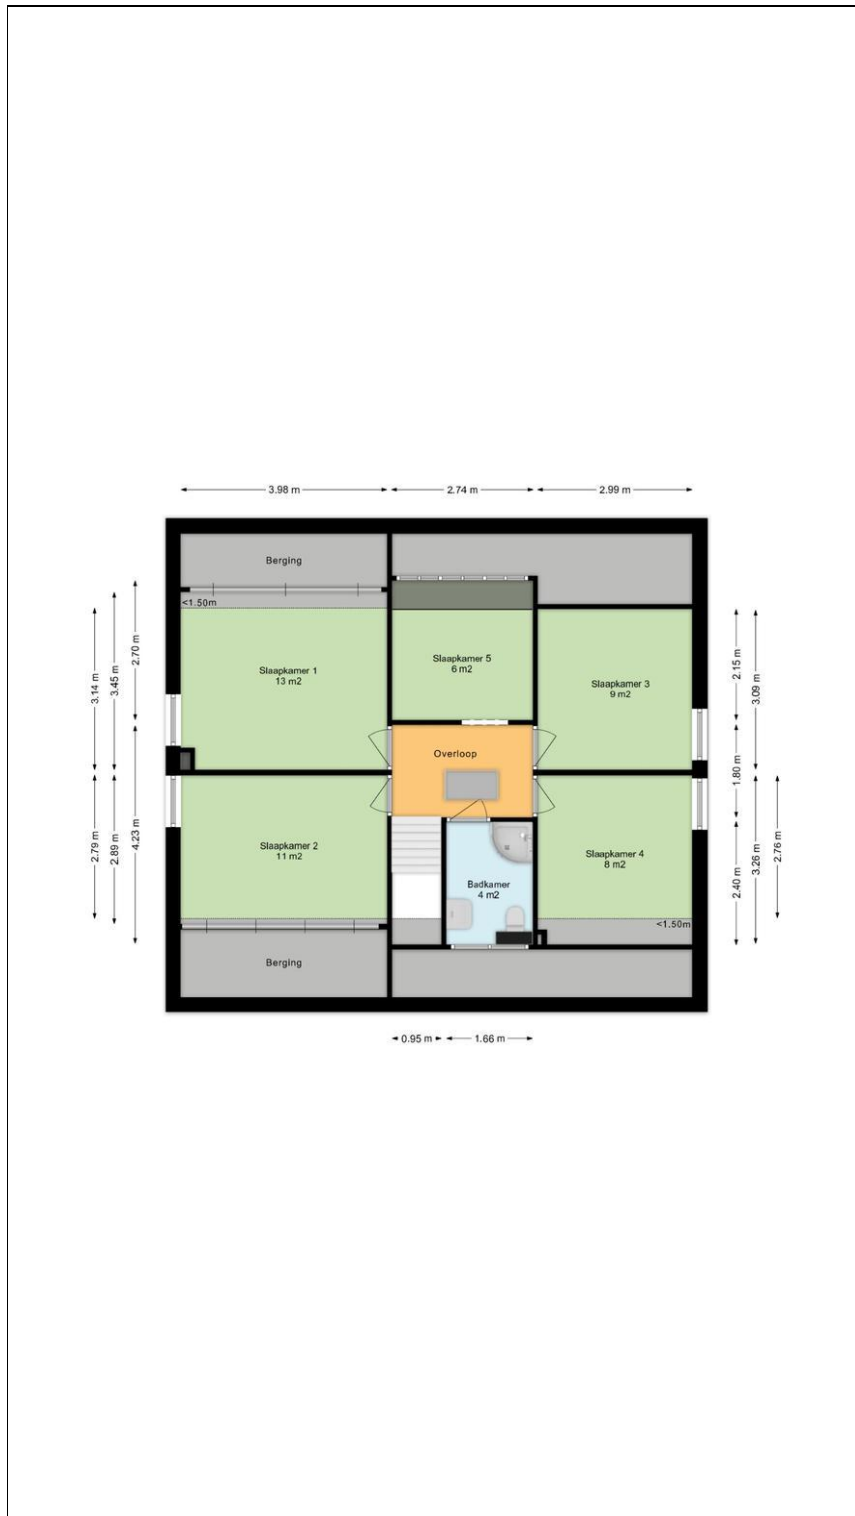 3.98 m
2.74 m
2.99 m
Berging
<1.50m
Slaapkamer 1
13 m2
Slaapkamer 5
6 m2
Slaapkamer 3
9 m2
Overloop
Slaapkamer 2
11 m2
Slaapkamer 4
8 m2
Badkamer
4 m2
<1.50m
Berging
3.14 m
3.45 m
2.70 m
2.79 m
2.89 m
4.23 m
2.15 m
3.09 m
1.80 m
2.40 m
3.26 m
2.76 m
0.95 m
1.66 m